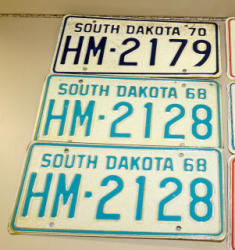 SOUTH DAKOTA 70
HM-2179
SOUTH DAKOTA 68
HM-2128
SOUTH DAKOTA 68
HM-2128